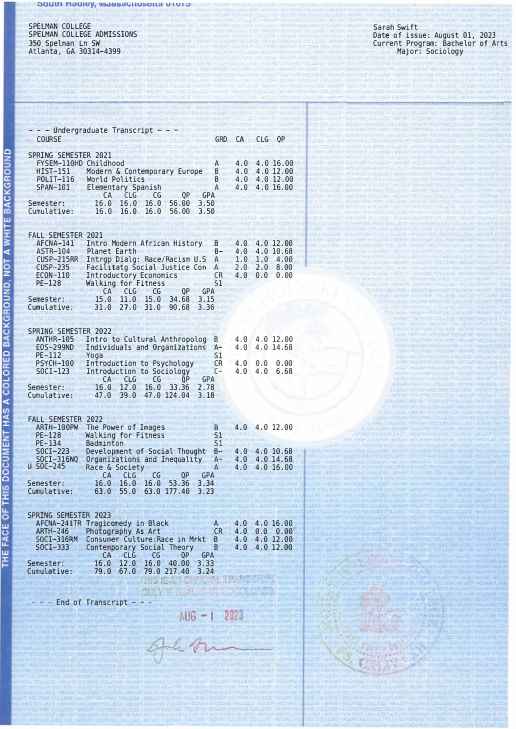 South Hadley, Massachusetts 01075
SPELMAN COLLEGE
SPELMAN COLLEGE ADMISSIONS
350 Spelman Ln SW
Atlanta, GA 30314-4399
Sarah Swift
Date of issue: August 01, 2023
Current Program: Bachelor of Arts
Major: Sociology
- - - Undergraduate Transcript - - -
COURSE GRD CA CLG QP
SPRING SEMESTER 2021
FYSEM-110HD Childhood A 4.0 4.0 16.00
HIST-151 Modern & Contemporary Europe B 4.0 4.0 12.00
POLIT-116 World Politics B 4.0 4.0 12.00
SPAN-101 Elementary Spanish A 4.0 4.0 16.00
CA CLG CG QP GPA
Semester: 16.0 16.0 16.0 56.00 3.50
Cumulative: 16.0 16.0 16.0 56.00 3.50
FALL SEMESTER 2021
AFCNA-141 Intro Modern African History B 4.0 4.0 12.00
ASTR-104 Planet Earth B- 4.0 4.0 10.68
CUSP-215RR Intrgp Dialg: Race/Racism U.S A 1.0 1.0 4.00
CUSP-235 Facilitatg Social Justice Con A 2.0 2.0 8.00
ECON-110 Introductory Economics CR 4.0 0.0 0.00
PE-128 Walking for Fitness S1
CA CLG CG QP GPA
Semester: 15.0 11.0 15.0 34.68 3.15
Cumulative: 31.0 27.0 31.0 90.68 3.36
SPRING SEMESTER 2022
ANTHR-105 Intro to Cultural Anthropolog B 4.0 4.0 12.00
EOS-299ND Individuals and Organizations A- 4.0 4.0 14.68
PE-112 Yoga S1
PSYCH-100 Introduction to Psychology CR 4.0 0.0 0.00
SOCI-123 Introduction to Sociology C- 4.0 4.0 6.68
CA CLG CG QP GPA
Semester: 16.0 12.0 16.0 33.36 2.78
Cumulative: 47.0 39.0 47.0 124.04 3.18
FALL SEMESTER 2022
ARTH-100PW The Power of Images B 4.0 4.0 12.00
PE-128 Walking for Fitness S1
PE-134 Badminton S1
SOCI-223 Development of Social Thought B- 4.0 4.0 10.68
SOCI-316NQ Organizations and Inequality A- 4.0 4.0 14.68
U SOC-245 Race & Society A 4.0 4.0 16.00
CA CLG CG QP GPA
Semester: 16.0 16.0 16.0 53.36 3.34
Cumulative: 63.0 55.0 63.0 177.40 3.23
SPRING SEMESTER 2023
AFCNA-241TR Tragicomedy in Black A 4.0 4.0 16.00
ARTH-246 Photography As Art CR 4.0 0.0 0.00
SOCI-316RM Consumer Culture:Race in Mrkt B 4.0 4.0 12.00
SOCI-333 Contemporary Social Theory B 4.0 4.0 12.00
CA CLG CG QP GPA
Semester: 16.0 12.0 16.0 40.00 3.33
Cumulative: 79.0 67.0 79.0 217.40 3.24
- - - End of Transcript - - -
AUG - 1 2023
THE FACE OF THIS DOCUMENT HAS A COLORED BACKGROUND, NOT A WHITE BACKGROUND